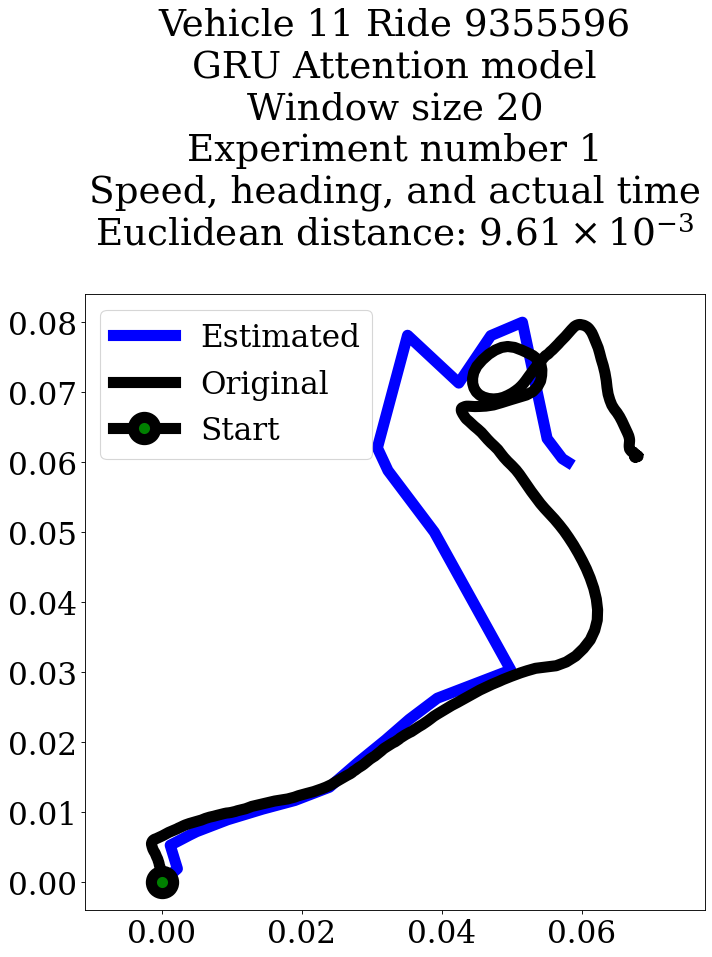 Vehicle 11 Ride 9355596
GRU Attention model
Window size 20
Experiment number 1
Speed, heading, and actual time
Euclidean distance: 9.61 × 10⁻³
Estimated
Original
Start
0.08
0.07
0.06
0.05
0.04
0.03
0.02
0.01
0.00
0.00 0.02 0.04 0.06